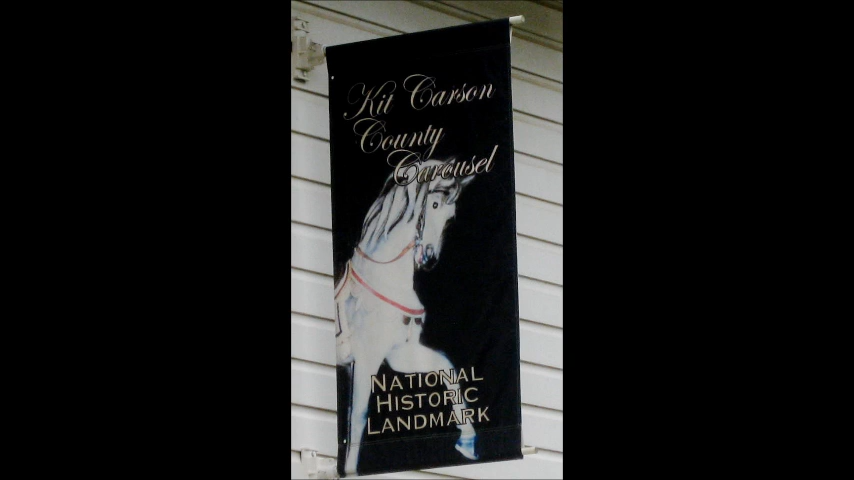 Kit Carson
County
Carousel
NATIONAL
HISTORIC
LANDMARK